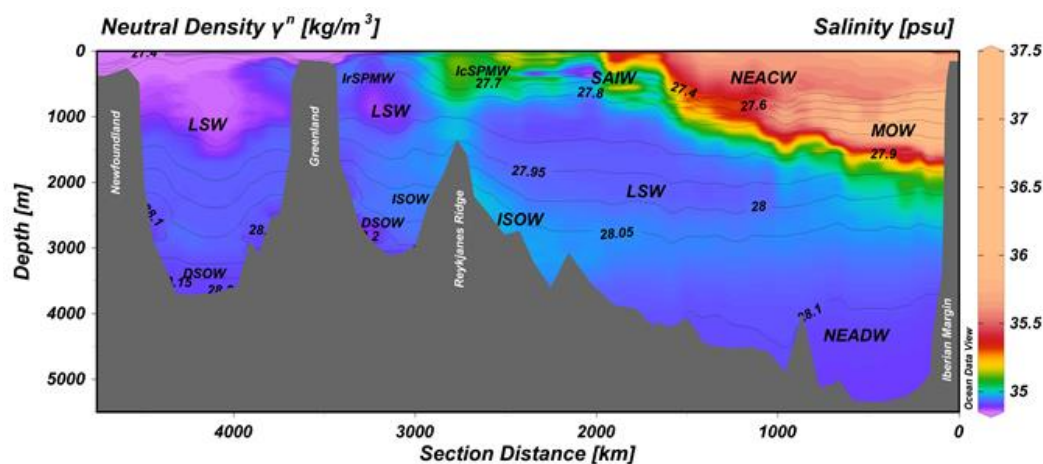 Neutral Density γⁿ [kg/m³]
Salinity [psu]
0
1000
2000
3000
4000
5000
Depth [m]
27.4
IrSPMW
IcSPMW
27.7
27.8
SAIW
27.4
NEACW
27.6
LSW
LSW
MOW
27.9
Newfoundland
Greenland
27.95
LSW
28
28.1
ISOW
ISOW
DSOW
28.05
Reykjanes Ridge
DSOW
28.1
NEADW
Iberian Margin
4000
3000
2000
1000
0
Section Distance [km]
Ocean Data View
37.5
37
36.5
36
35.5
35